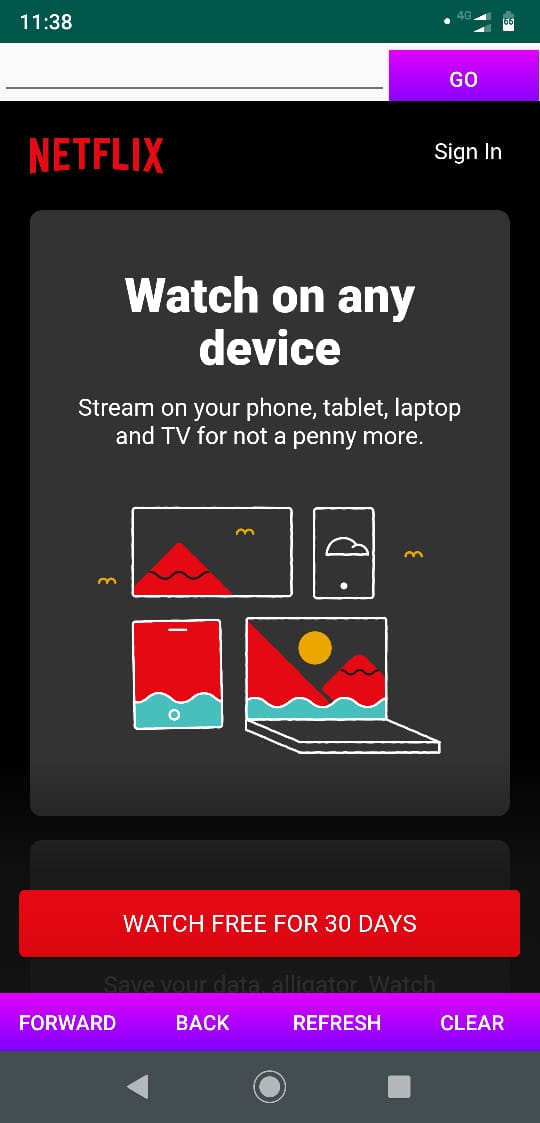 11:38
4G
66
GO
NETFLIX
Sign In
Watch on any
device
Stream on your phone, tablet, laptop
and TV for not a penny more.
WATCH FREE FOR 30 DAYS
Save your data, alligator. Watch
FORWARD BACK REFRESH CLEAR